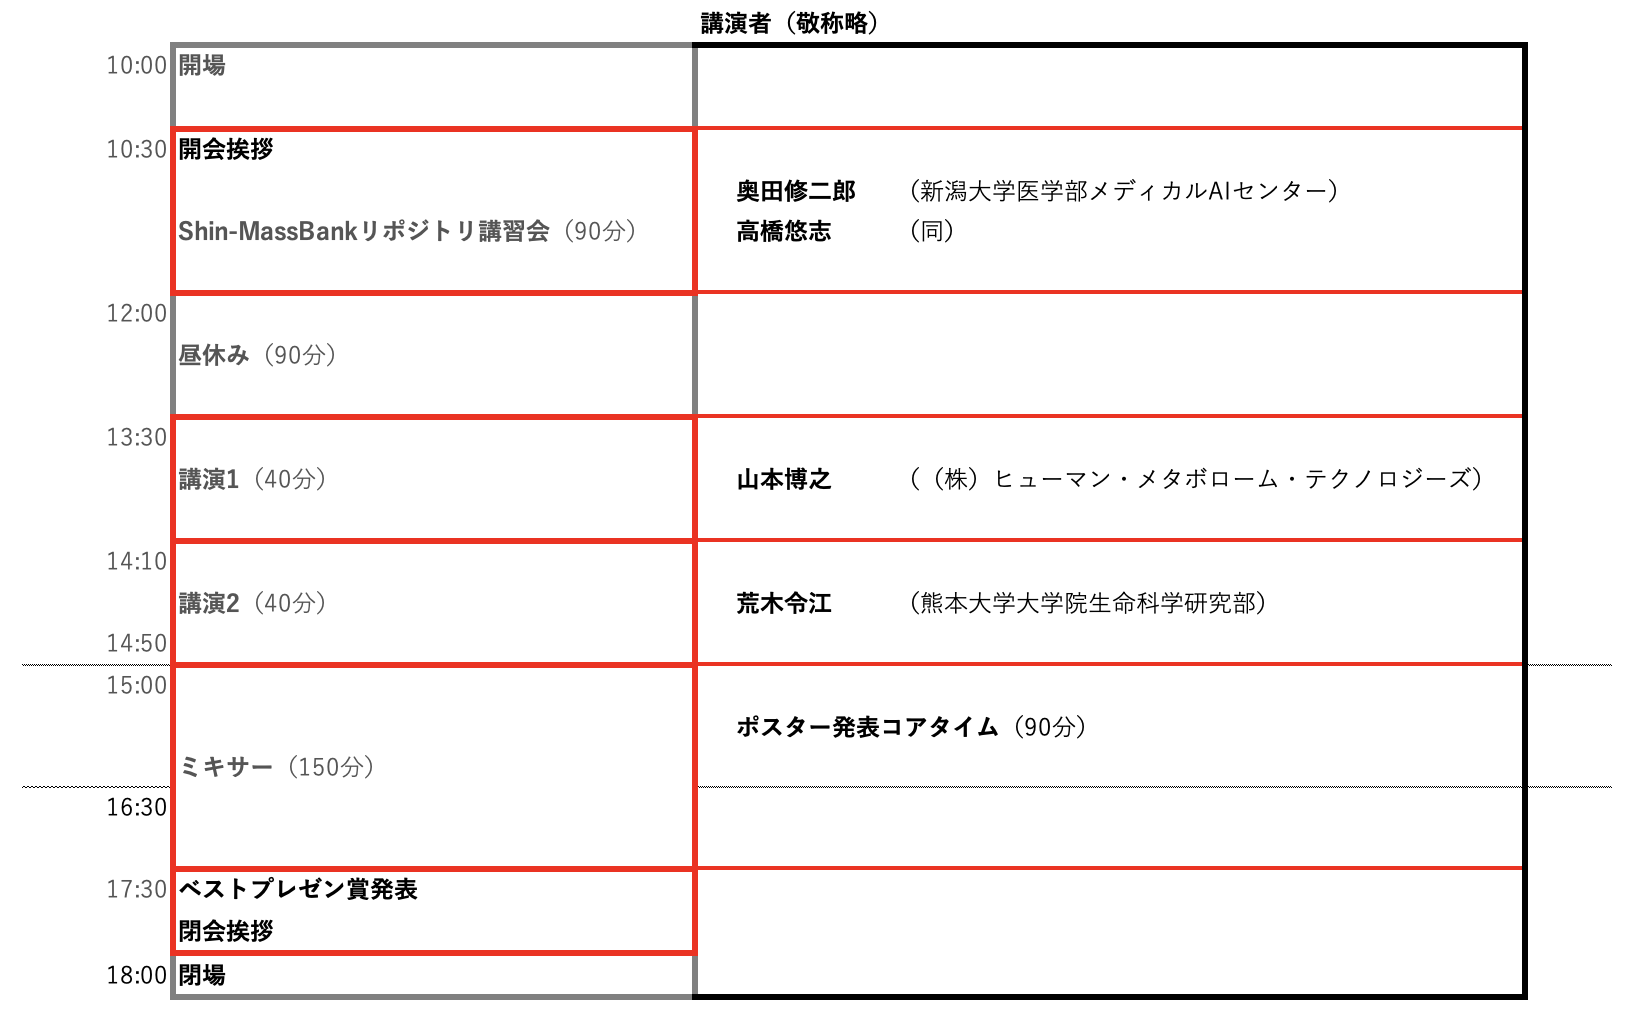 講演者（敬称略）
10:00 開場
10:30 開会挨拶
奥田修二郎 （新潟大学医学部メディカルAIセンター）
Shin-MassBankリポジトリ講習会（90分） 高橋悠志 （同）
12:00
昼休み（90分）
13:30
講演1（40分） 山本博之 （（株）ヒューマン・メタボローム・テクノロジーズ）
14:10
講演2（40分） 荒木令江 （熊本大学大学院生命科学研究部）
14:50
15:00
ポスター発表コアタイム（90分）
ミキサー（150分）
16:30
17:30 ベストプレゼン賞発表
閉会挨拶
18:00 閉場